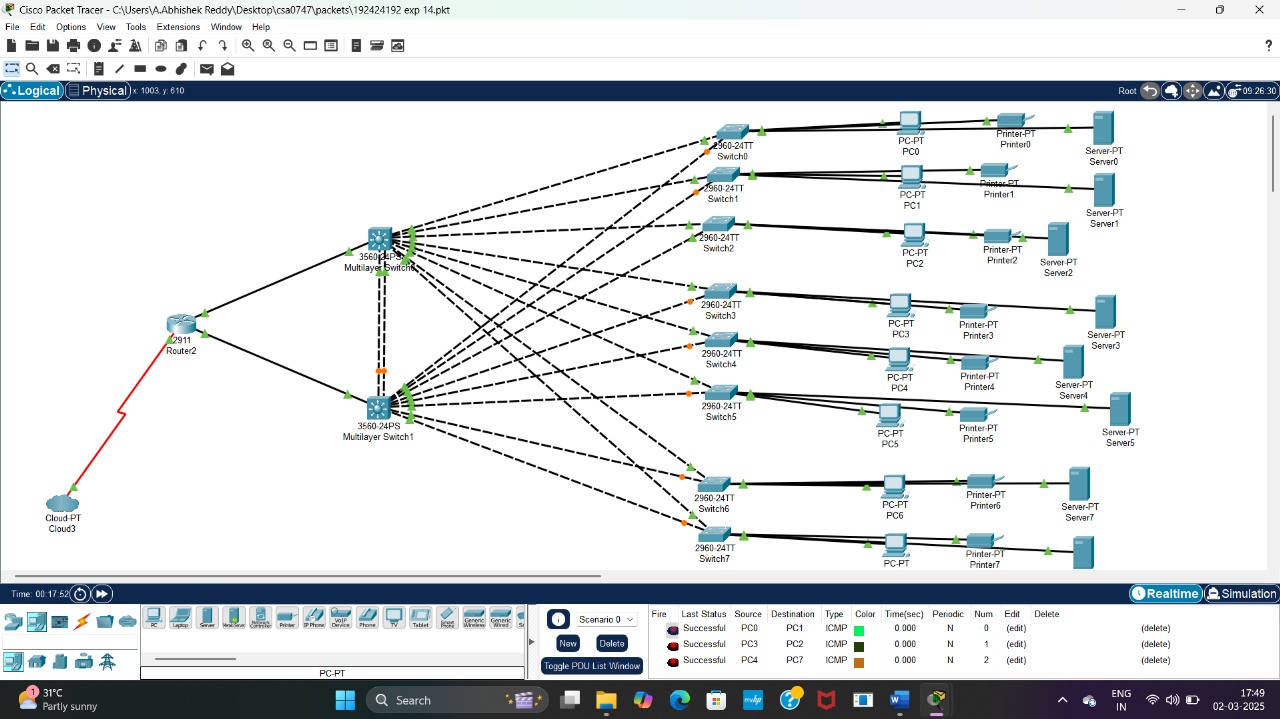 Cisco Packet Tracer - C:\Users\A.Abhishek Reddy\Desktop\csa0747\packets\192424192 exp 14.pkt
File Edit Options View Tools Extensions Window Help
?
Logical Physical x: 1003, y: 610 Root 09:26:30
2960-24TT
Switch0
PC-PT
PC0
Printer-PT
Printer0
Server-PT
Server0
2960-24TT
Switch1
PC-PT
PC1
Printer-PT
Printer1
Server-PT
Server1
2960-24TT
Switch2
PC-PT
PC2
Printer-PT
Printer2
Server-PT
Server2
3560-24PS
Multilayer Switch0
2960-24TT
Switch3
PC-PT
PC3
Printer-PT
Printer3
Server-PT
Server3
2911
Router2
2960-24TT
Switch4
PC-PT
PC4
Printer-PT
Printer4
Server-PT
Server4
3560-24PS
Multilayer Switch1
2960-24TT
Switch5
PC-PT
PC5
Printer-PT
Printer5
Server-PT
Server5
2960-24TT
Switch6
PC-PT
PC6
Printer-PT
Printer6
Server-PT
Server7
Cloud-PT
Cloud3
2960-24TT
Switch7
PC-PT
Printer-PT
Printer7
Time: 00:17:52 Realtime Simulation
PC Laptop Server Printer IP Phone VoIP Device Phone TV Tablet Smart Phone Generic Wireless Generic Wired S
PC-PT
Scenario 0
New Delete
Toggle PDU List Window
Fire Last Status Source Destination Type Color Time(sec) Periodic Num Edit Delete
Successful PC0 PC1 ICMP 0.000 N 0 (edit) (delete)
Successful PC3 PC2 ICMP 0.000 N 1 (edit) (delete)
Successful PC4 PC7 ICMP 0.000 N 2 (edit) (delete)
1
31°C
Partly sunny
Search
myhp
ENG
IN
17:49
02-03-2025